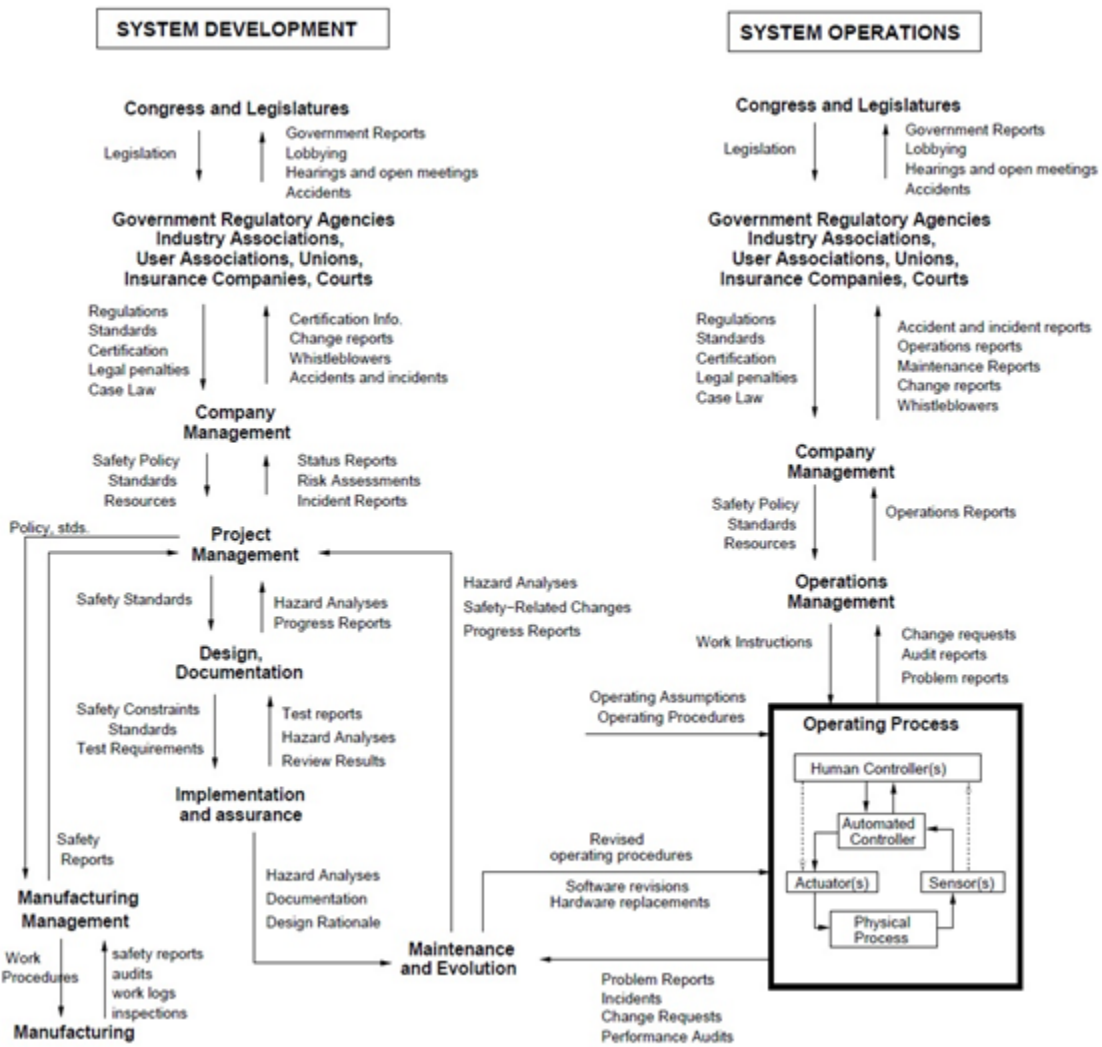 SYSTEM DEVELOPMENT
Congress and Legislatures
Legislation
Government Reports
Lobbying
Hearings and open meetings
Accidents
Government Regulatory Agencies
Industry Associations,
User Associations, Unions,
Insurance Companies, Courts
Regulations
Standards
Certification
Legal penalties
Case Law
Certification Info.
Change reports
Whistleblowers
Accidents and incidents
Company
Management
Safety Policy
Standards
Resources
Status Reports
Risk Assessments
Incident Reports
Policy, stds.
Project
Management
Safety Standards
Hazard Analyses
Progress Reports
Hazard Analyses
Safety-Related Changes
Progress Reports
Design,
Documentation
Safety Constraints
Standards
Test Requirements
Test reports
Hazard Analyses
Review Results
Implementation
and assurance
Safety
Reports
Hazard Analyses
Documentation
Design Rationale
Manufacturing
Management
Work
Procedures
safety reports
audits
work logs
inspections
Manufacturing
Maintenance
and Evolution
SYSTEM OPERATIONS
Congress and Legislatures
Legislation
Government Reports
Lobbying
Hearings and open meetings
Accidents
Government Regulatory Agencies
Industry Associations,
User Associations, Unions,
Insurance Companies, Courts
Regulations
Standards
Certification
Legal penalties
Case Law
Accident and incident reports
Operations reports
Maintenance Reports
Change reports
Whistleblowers
Company
Management
Safety Policy
Standards
Resources
Operations Reports
Operations
Management
Work Instructions
Change requests
Audit reports
Problem reports
Operating Assumptions
Operating Procedures
Operating Process
Human Controller(s)
Automated
Controller
Actuator(s)
Sensor(s)
Physical
Process
Revised
operating procedures
Software revisions
Hardware replacements
Problem Reports
Incidents
Change Requests
Performance Audits